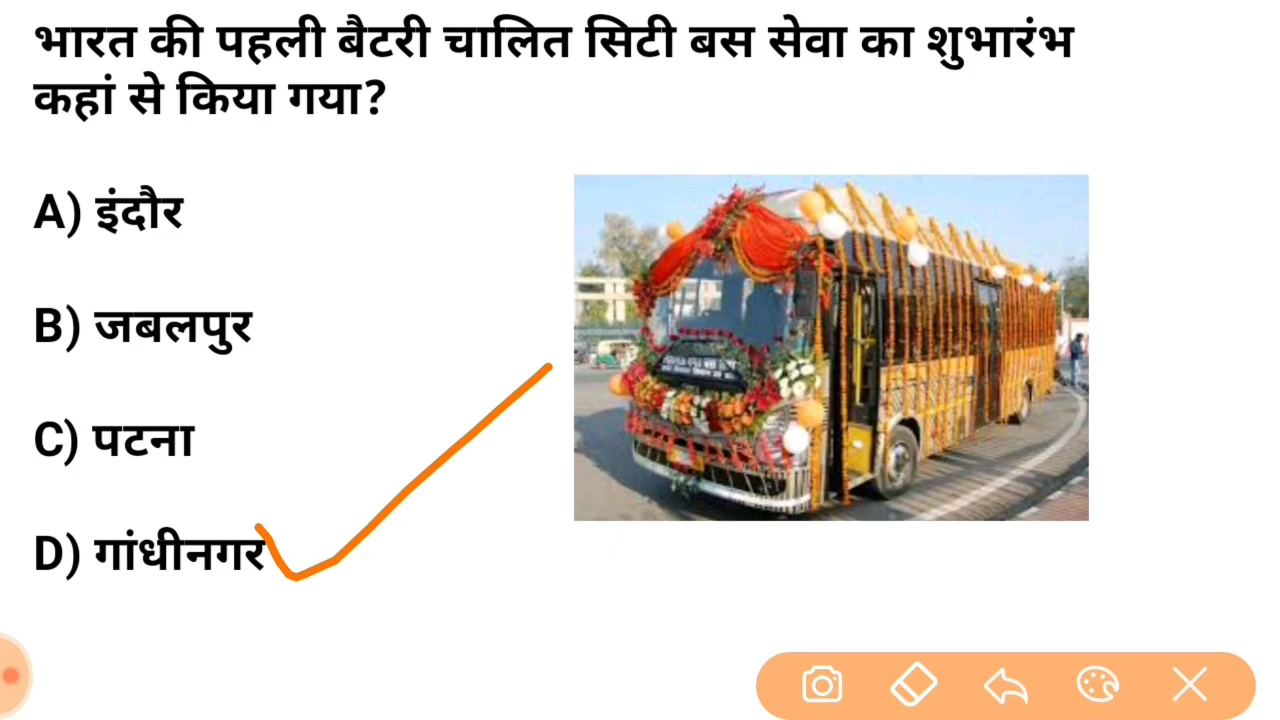 भारत की पहली बैटरी चालित सिटी बस सेवा का शुभारंभ
कहां से किया गया?
A) इंदौर
B) जबलपुर
C) पटना
D) गांधीनगर